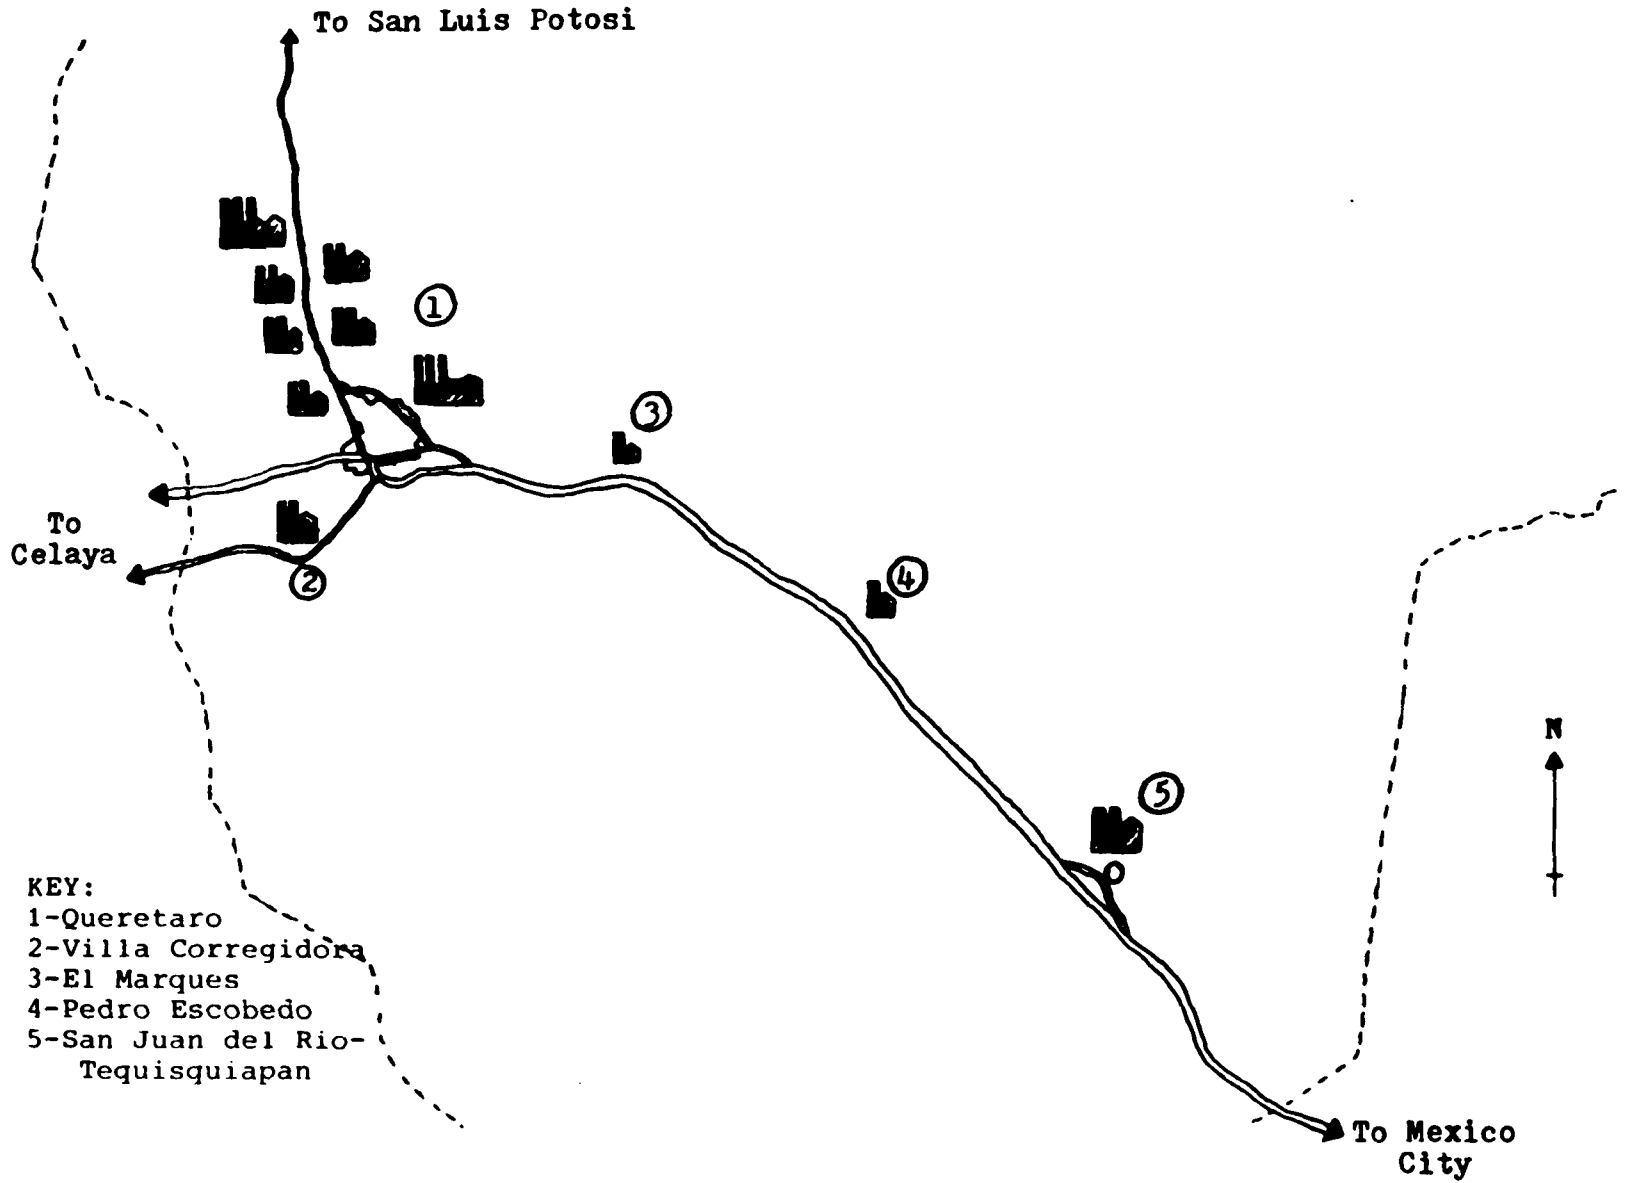 To San Luis Potosi
1
3
To
Celaya
2
4
N
5
KEY:
1-Queretaro
2-Villa Corregidora
3-El Marques
4-Pedro Escobedo
5-San Juan del Rio-
Tequisquiapan
To Mexico
City